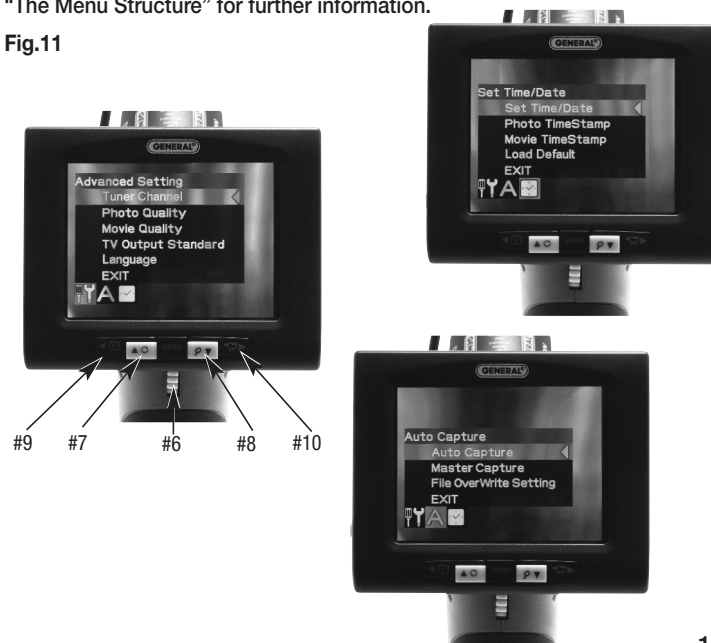 "The Menu Structure" for further information.
Fig.11
GENERAL®
Set Time/Date
Set Time/Date
Photo TimeStamp
Movie TimeStamp
Load Default
EXIT
A
MENU
GENERAL®
Advanced Setting
Tuner Channel
Photo Quality
Movie Quality
TV Output Standard
Language
EXIT
A
MENU
#9 #7 #6 #8 #10
GENERAL®
Auto Capture
Auto Capture
Master Capture
File OverWrite Setting
EXIT
A
MENU